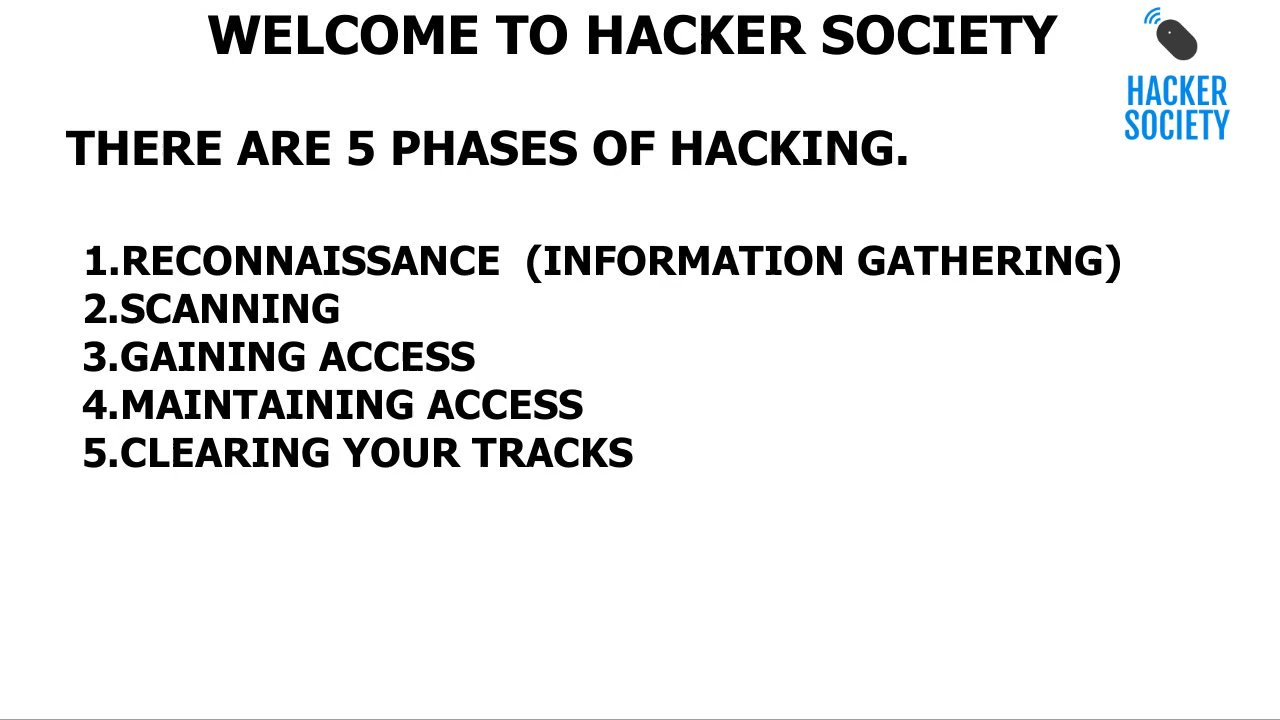 WELCOME TO HACKER SOCIETY
HACKER
SOCIETY
THERE ARE 5 PHASES OF HACKING.
1.RECONNAISSANCE  (INFORMATION GATHERING)
2.SCANNING
3.GAINING ACCESS
4.MAINTAINING ACCESS
5.CLEARING YOUR TRACKS